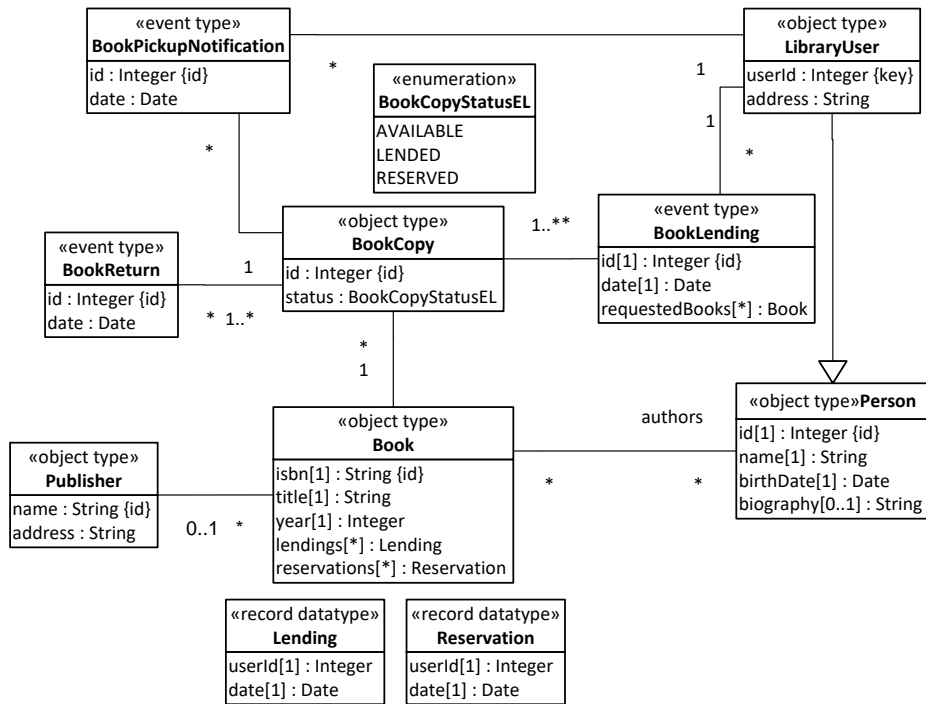 «event type»
BookPickupNotification
id : Integer {id}
date : Date
«object type»
LibraryUser
userId : Integer {key}
address : String
*
1
«enumeration»
BookCopyStatusEL
AVAILABLE
LENDED
RESERVED
1
*
*
«object type»
BookCopy
id : Integer {id}
status : BookCopyStatusEL
1..**
«event type»
BookLending
id[1] : Integer {id}
date[1] : Date
requestedBooks[*] : Book
«event type»
BookReturn
id : Integer {id}
date : Date
1
* 1..*
*
1
«object type»
Book
isbn[1] : String {id}
title[1] : String
year[1] : Integer
lendings[*] : Lending
reservations[*] : Reservation
authors
*
*
«object type»Person
id[1] : Integer {id}
name[1] : String
birthDate[1] : Date
biography[0..1] : String
«object type»
Publisher
name : String {id}
address : String
0..1 *
«record datatype»
Lending
userId[1] : Integer
date[1] : Date
«record datatype»
Reservation
userId[1] : Integer
date[1] : Date